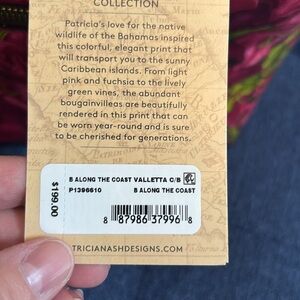 COLLECTION
Patricia's love for the native
wildlife of the Bahamas inspired
this colorful, elegant print that
will transport you to the sunny
Caribbean islands. From light
pink and fuchsia to the lively
green vines, the abundant
bougainvilleas are beautifully
rendered in this print that can
be worn year-round and is sure
to be cherished for generations.
$199.00
B ALONG THE COAST VALLETTA C/B
P1396610 B ALONG THE COAST
8 87986 37996 8
TRICIANASHDESIGNS.COM